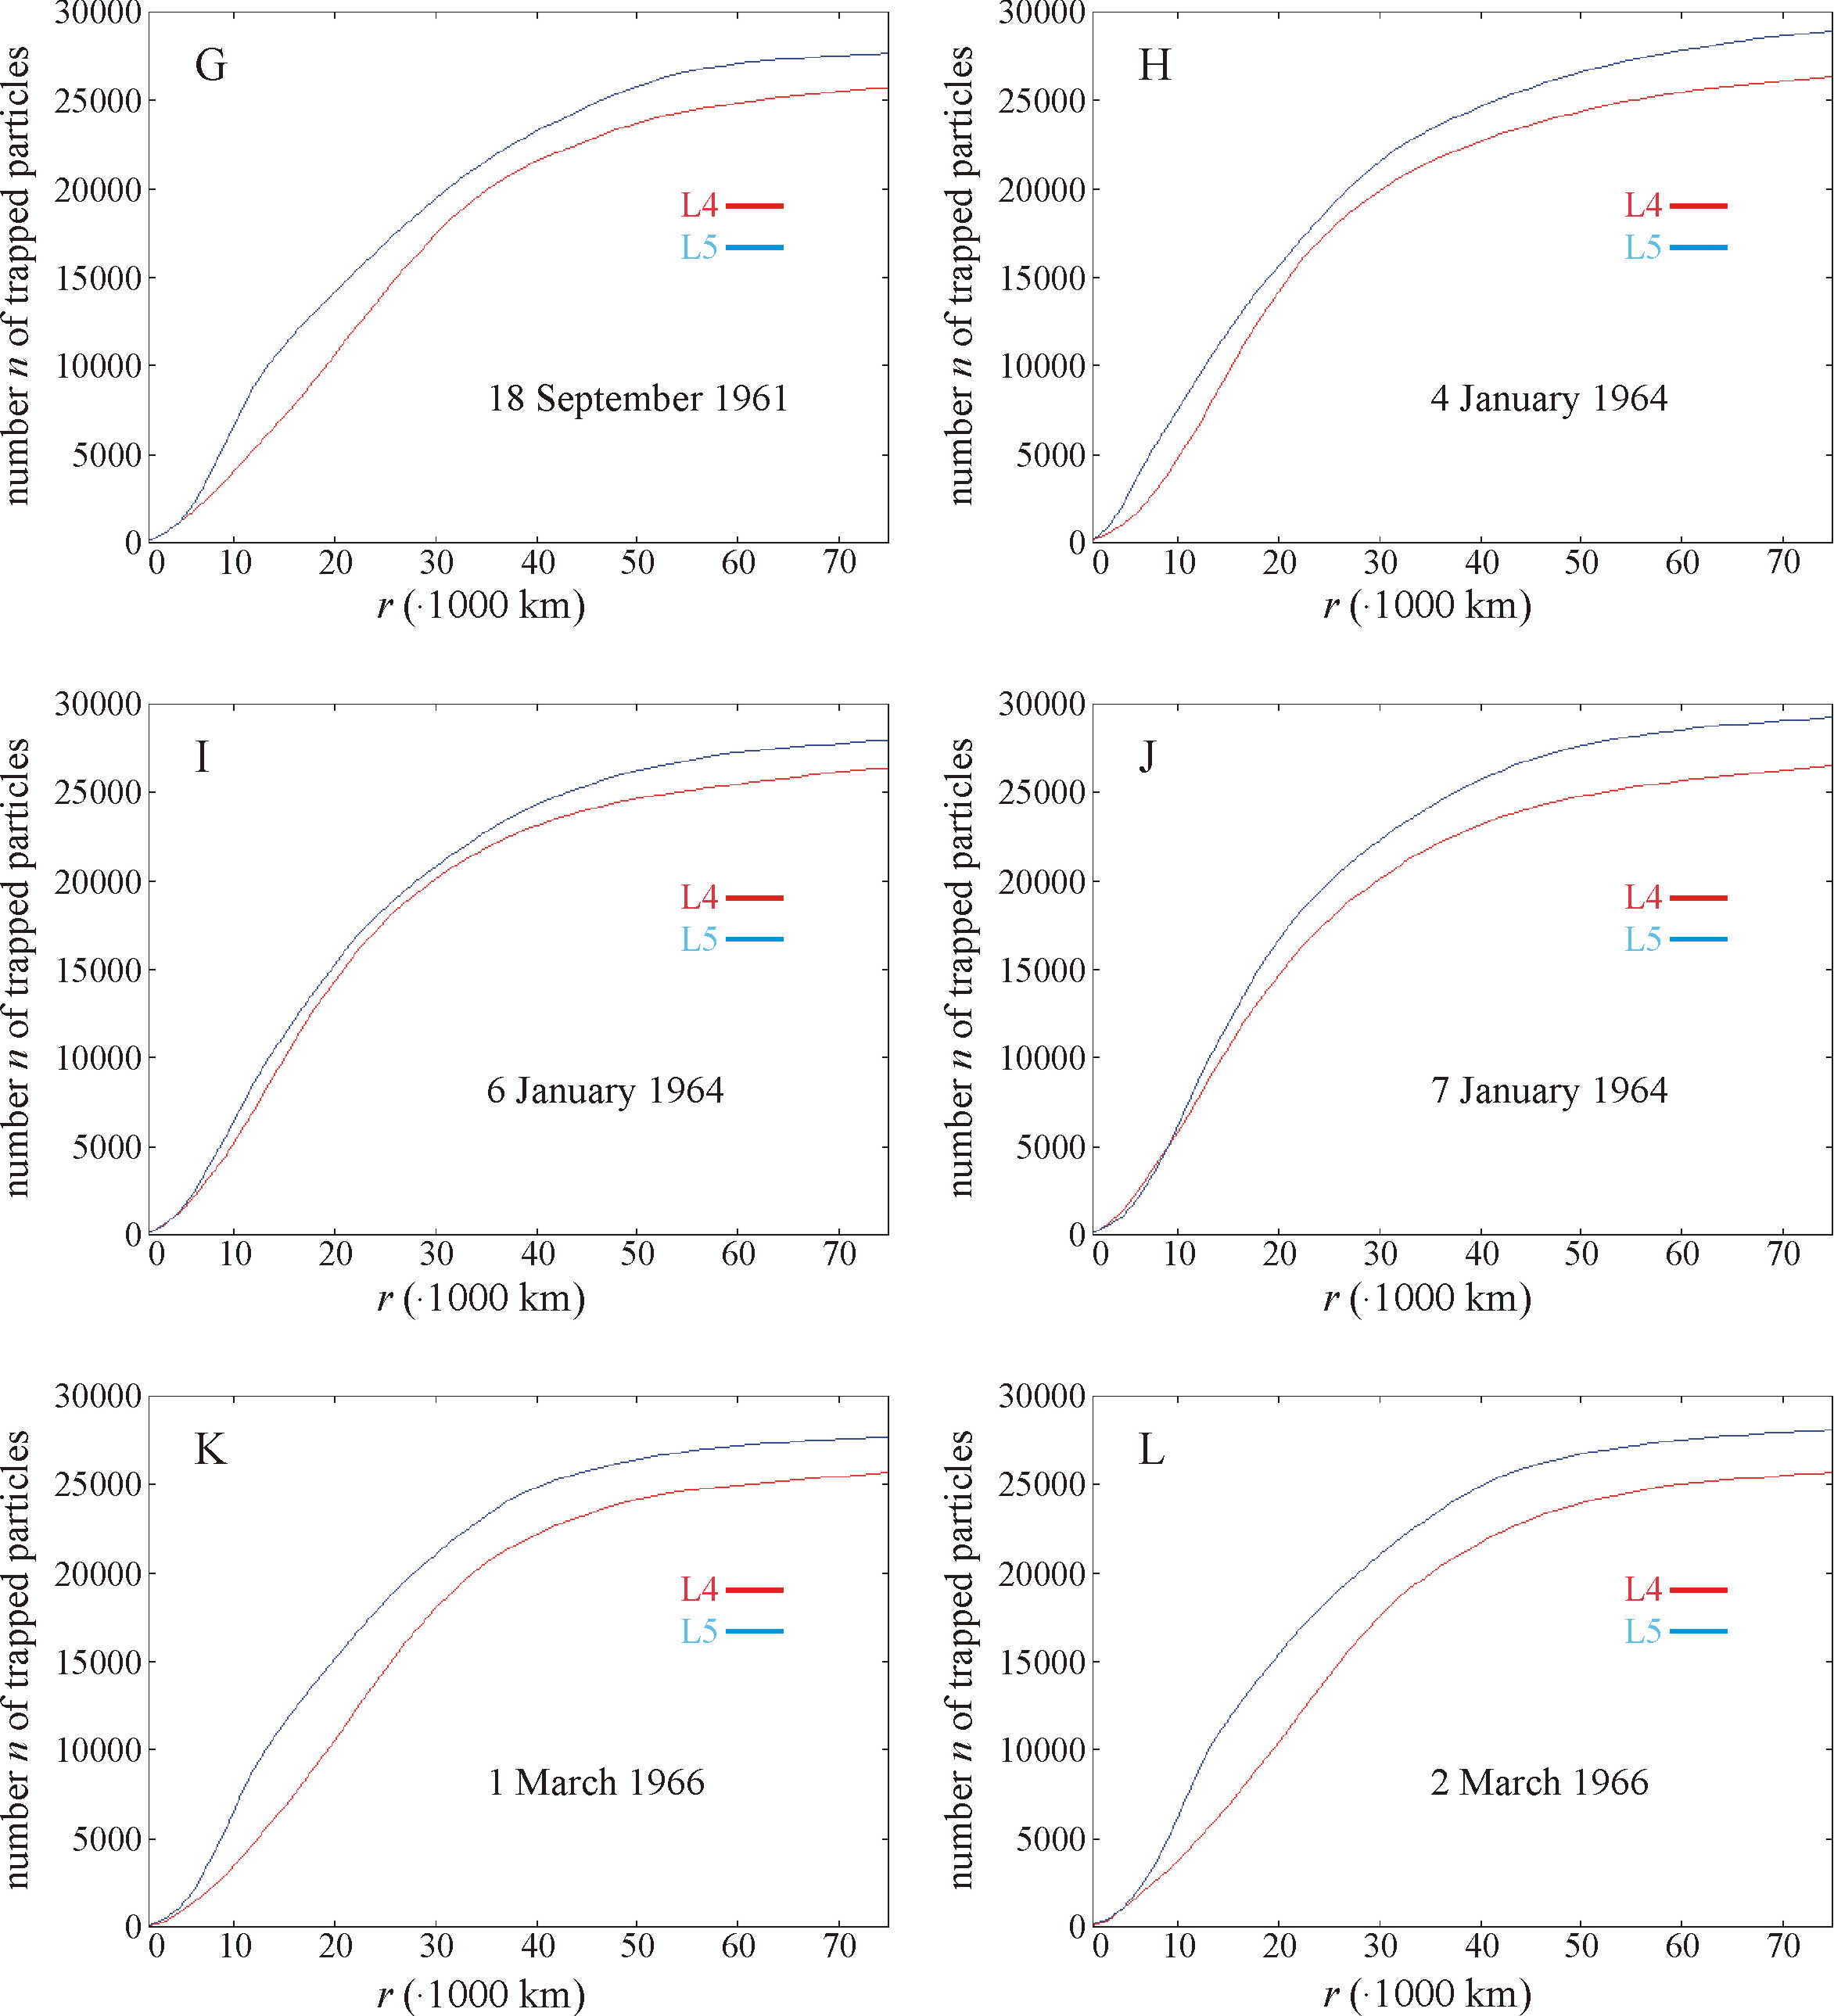 G
number n of trapped particles
30000
25000
20000
15000
10000
5000
0
L4
L5
18 September 1961
0 10 20 30 40 50 60 70
r (·1000 km)
H
number n of trapped particles
30000
25000
20000
15000
10000
5000
0
L4
L5
4 January 1964
0 10 20 30 40 50 60 70
r (·1000 km)
I
number n of trapped particles
30000
25000
20000
15000
10000
5000
0
L4
L5
6 January 1964
0 10 20 30 40 50 60 70
r (·1000 km)
J
number n of trapped particles
30000
25000
20000
15000
10000
5000
0
L4
L5
7 January 1964
0 10 20 30 40 50 60 70
r (·1000 km)
K
number n of trapped particles
30000
25000
20000
15000
10000
5000
0
L4
L5
1 March 1966
0 10 20 30 40 50 60 70
r (·1000 km)
L
number n of trapped particles
30000
25000
20000
15000
10000
5000
0
L4
L5
2 March 1966
0 10 20 30 40 50 60 70
r (·1000 km)